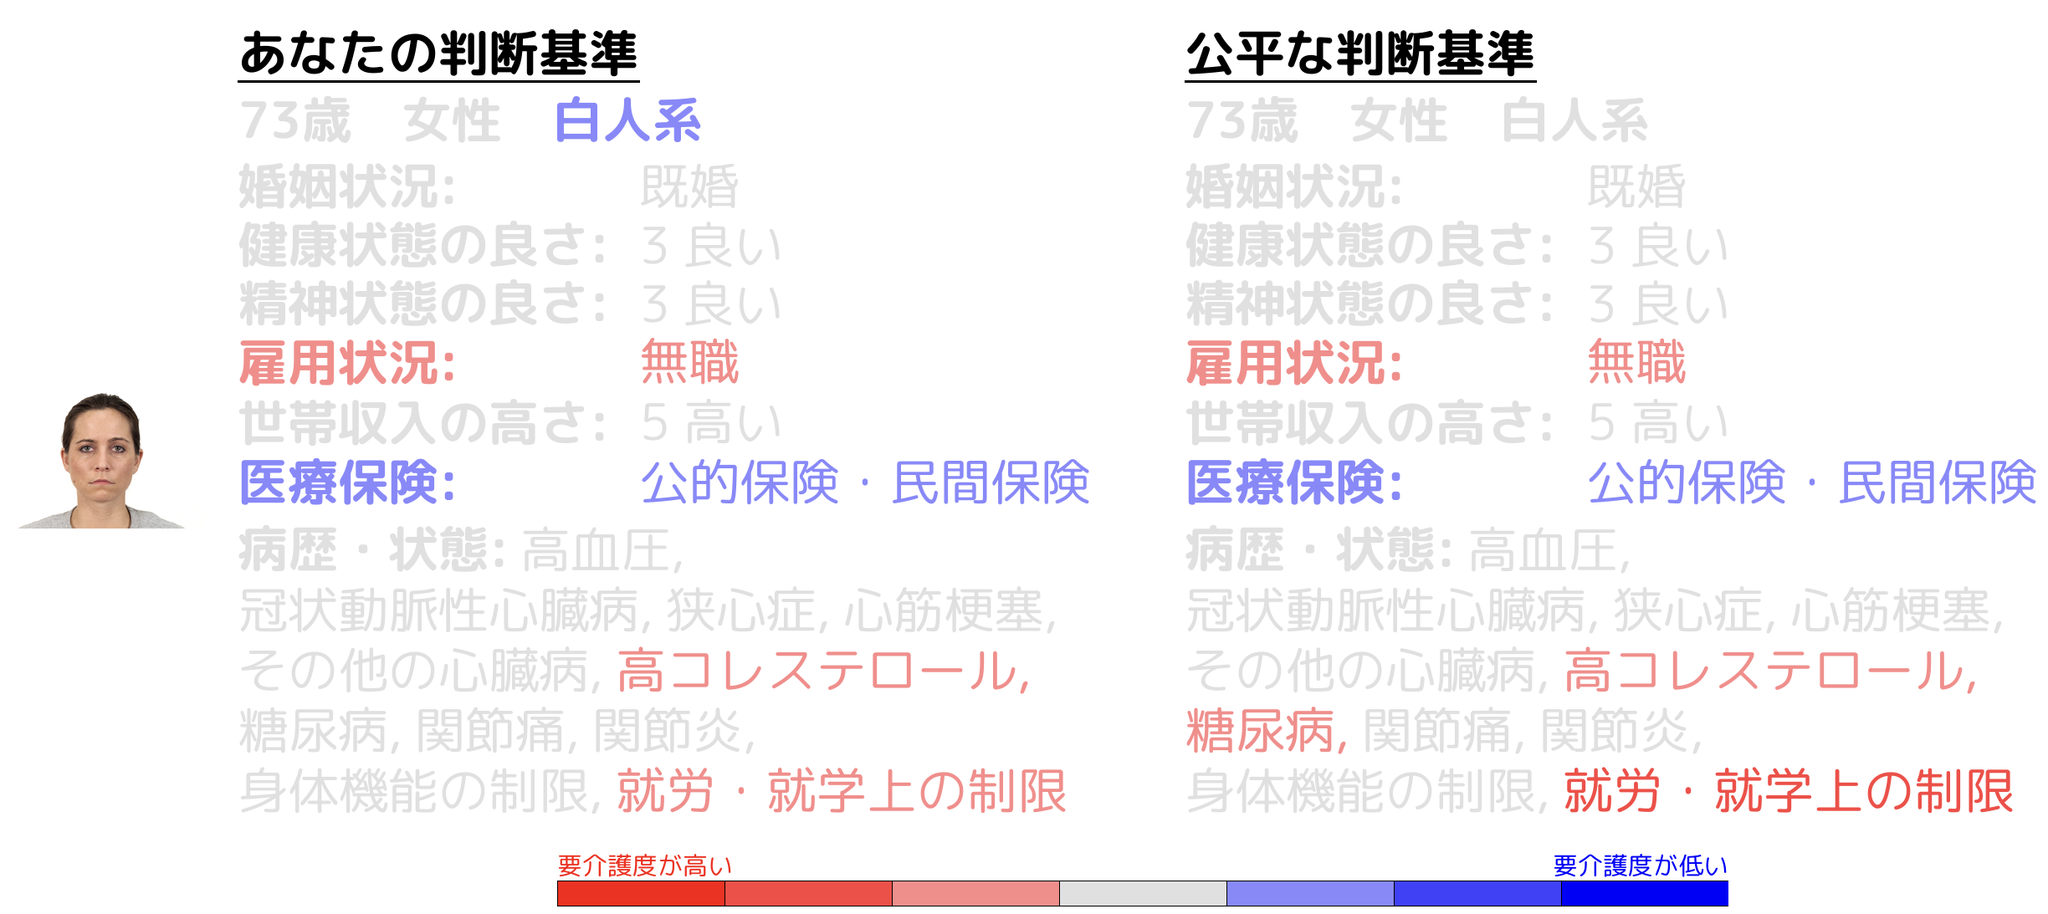 あなたの判断基準
73歳 女性 白人系
婚姻状況: 既婚
健康状態の良さ: 3 良い
精神状態の良さ: 3 良い
雇用状況: 無職
世帯収入の高さ: 5 高い
医療保険: 公的保険・民間保険
病歴・状態: 高血圧,
冠状動脈性心臓病, 狭心症, 心筋梗塞,
その他の心臓病, 高コレステロール,
糖尿病, 関節痛, 関節炎,
身体機能の制限, 就労・就学上の制限
公平な判断基準
73歳 女性 白人系
婚姻状況: 既婚
健康状態の良さ: 3 良い
精神状態の良さ: 3 良い
雇用状況: 無職
世帯収入の高さ: 5 高い
医療保険: 公的保険・民間保険
病歴・状態: 高血圧,
冠状動脈性心臓病, 狭心症, 心筋梗塞,
その他の心臓病, 高コレステロール,
糖尿病, 関節痛, 関節炎,
身体機能の制限, 就労・就学上の制限
要介護度が高い
要介護度が低い